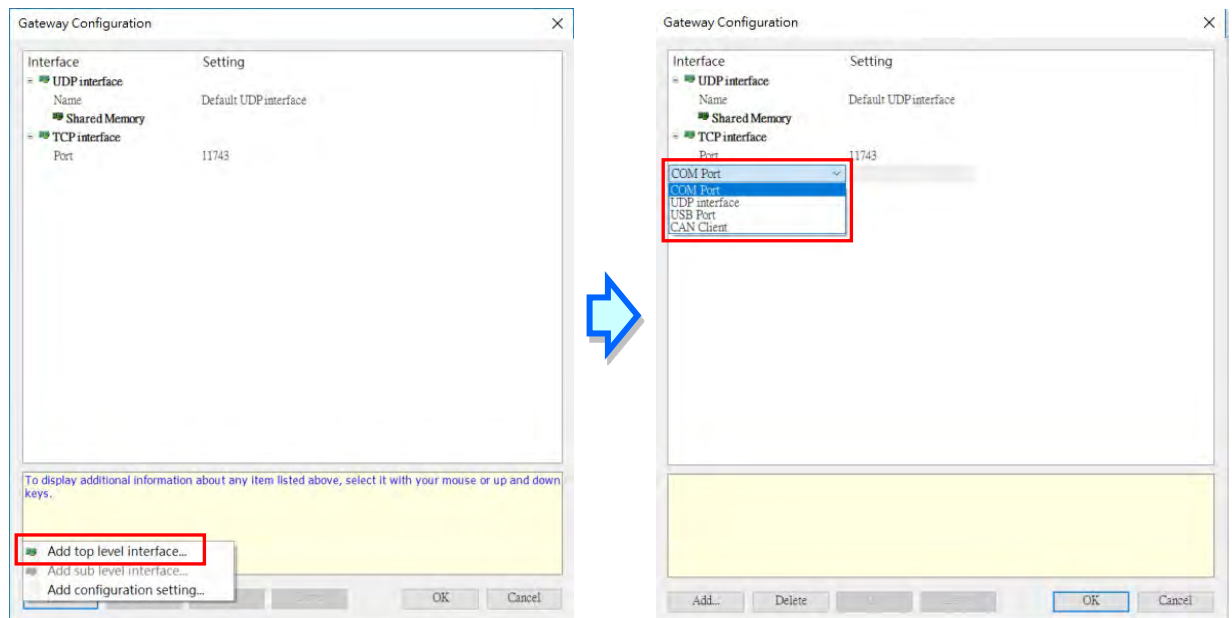 Gateway Configuration
Interface Setting
UDP interface
Name Default UDP interface
Shared Memory
TCP interface
Port 11743
To display additional information about any item listed above, select it with your mouse or up and down
keys.
Add top level interface...
Add sub level interface...
Add configuration setting...
OK Cancel
Gateway Configuration
Interface Setting
UDP interface
Name Default UDP interface
Shared Memory
TCP interface
Port 11743
COM Port
COM Port
UDP interface
USB Port
CAN Client
Add... Delete OK Cancel